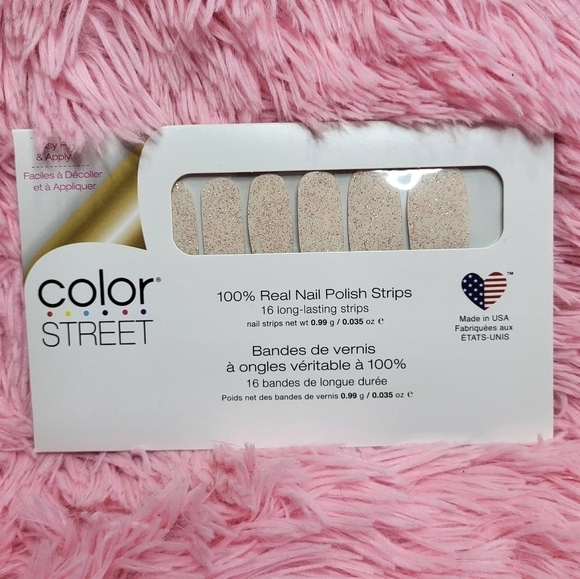 & Apply
Faciles à Décoller
et à Appliquer
color®
STREET
100% Real Nail Polish Strips
16 long-lasting strips
nail strips net wt 0.99 g / 0.035 oz ℮
Bandes de vernis
à ongles véritable à 100%
16 bandes de longue durée
Poids net des bandes de vernis 0.99 g / 0.035 oz ℮
TM
Made in USA
Fabriquées aux
ÉTATS-UNIS